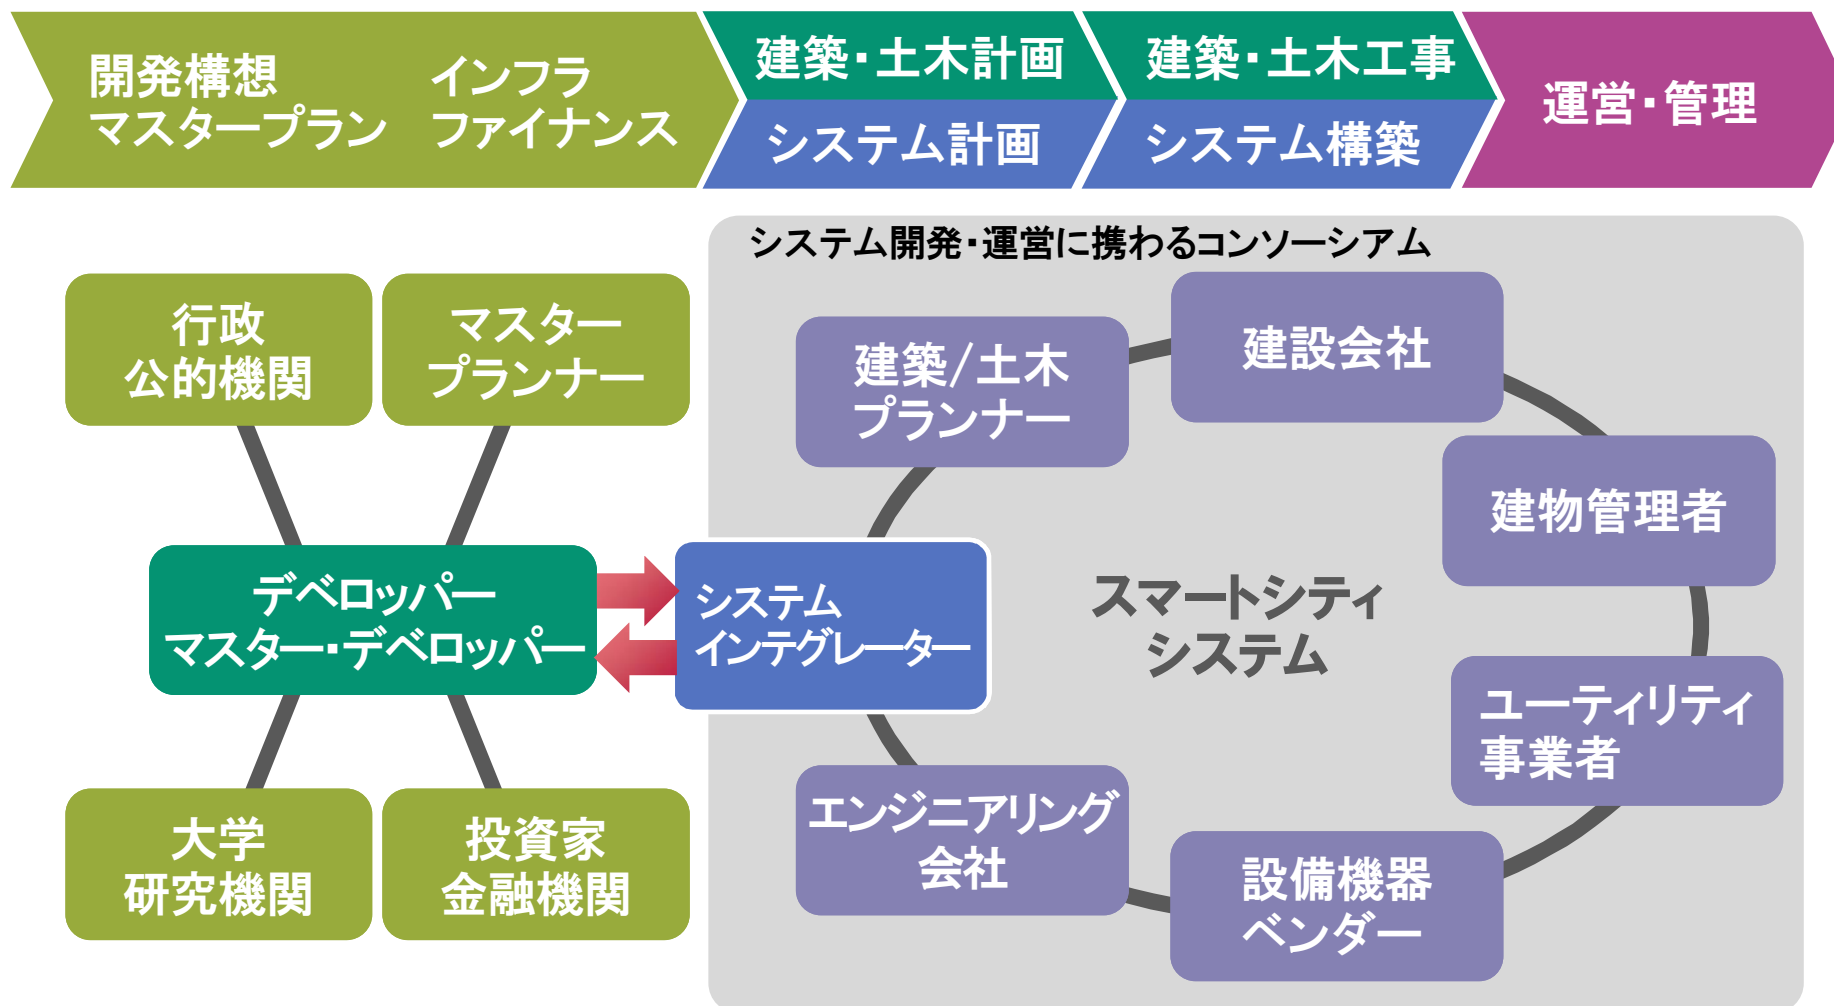 開発構想
マスタープラン
インフラ
ファイナンス
建築・土木計画
システム計画
建築・土木工事
システム構築
運営・管理
システム開発・運営に携わるコンソーシアム
行政
公的機関
マスター
プランナー
デベロッパー
マスター・デベロッパー
大学
研究機関
投資家
金融機関
システム
インテグレーター
建築/土木
プランナー
建設会社
建物管理者
スマートシティ
システム
ユーティリティ
事業者
エンジニアリング
会社
設備機器
ベンダー